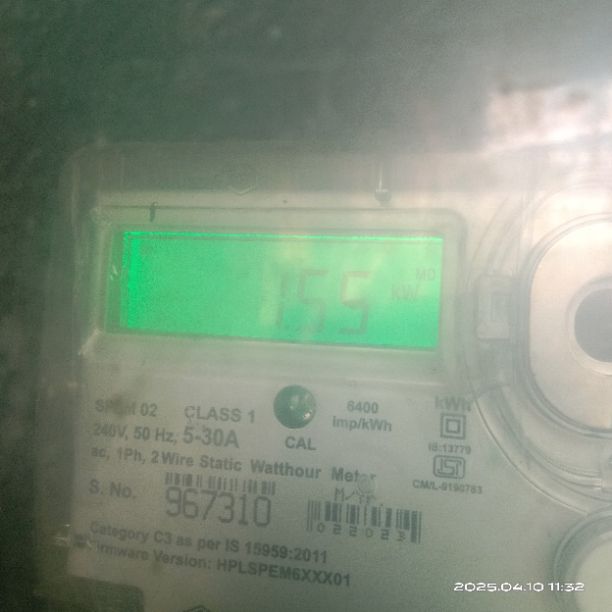 1.55 kW MD
CLASS 1
240V, 50 Hz, 5-30A
ac, 1Ph, 2 Wire Static Watthour Meter
CAL
6400
imp/kWh
kWh
IS:13779
CM/L-9190763
S. No. 967310
022023
Category C3 as per IS 15959:2011
Firmware Version: HPLSPEM6XXX01
2025.04.10 11:32